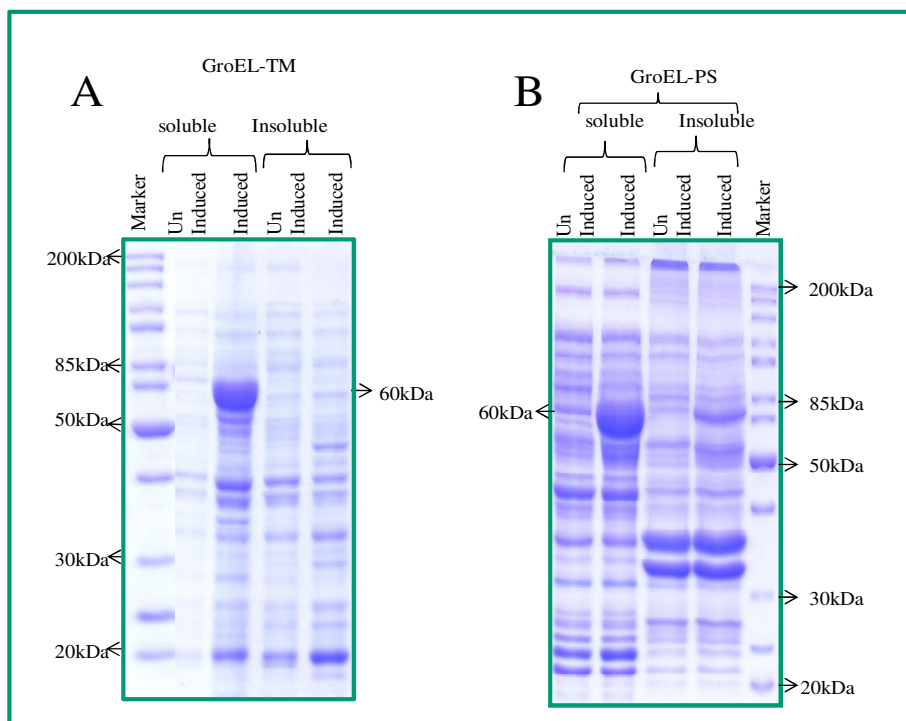 A
GroEL-TM
soluble
Insoluble
Marker
Un
Induced
Induced
Un
Induced
Induced
200kDa
85kDa
50kDa
30kDa
20kDa
60kDa
B
GroEL-PS
soluble
Insoluble
Un
Induced
Induced
Un
Induced
Induced
Marker
60kDa
200kDa
85kDa
50kDa
30kDa
20kDa